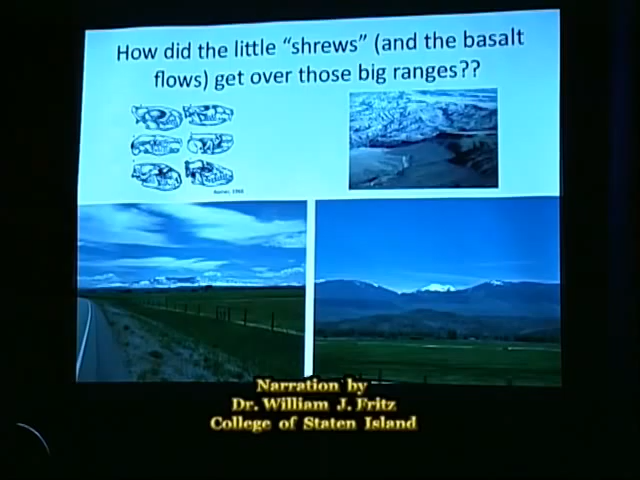 How did the little “shrews” (and the basalt
flows) get over those big ranges??
Narration by
Dr. William J. Fritz
College of Staten Island